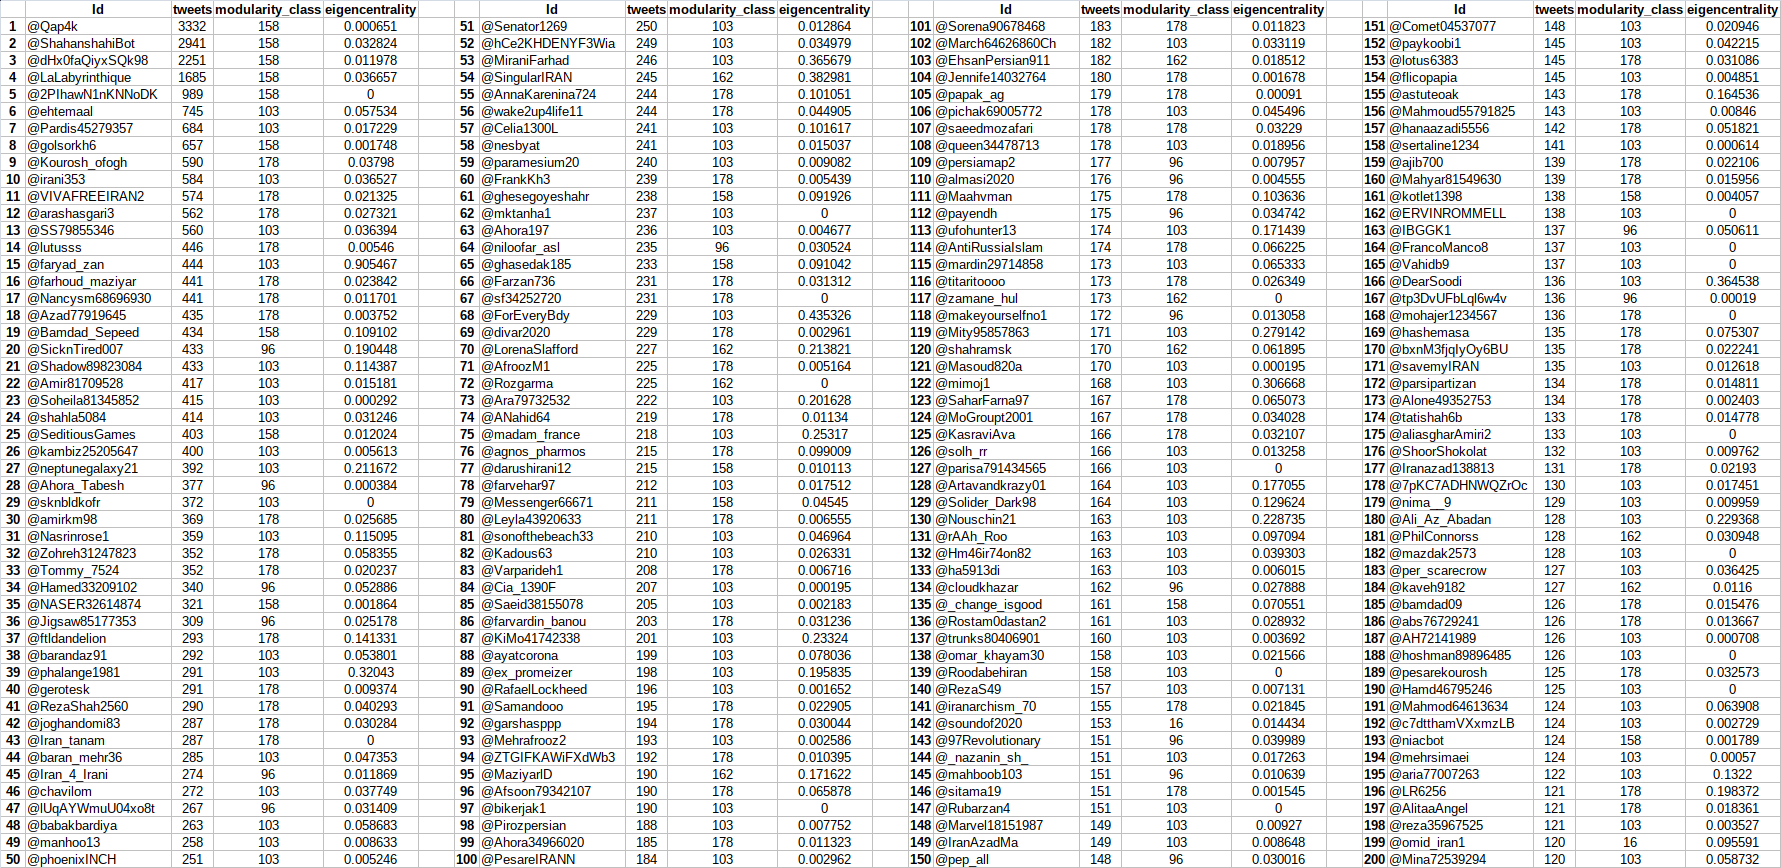 Id tweets modularity_class eigencentrality Id tweets modularity_class eigencentrality Id tweets modularity_class eigencentrality Id tweets modularity_class eigencentrality
1 @Qap4k 3332 158 0.000651 51 @Senator1269 250 103 0.012864 101 @Sorena90678468 183 178 0.011823 151 @Comet04537077 148 103 0.020946
2 @ShahanshahiBot 2941 158 0.032824 52 @hCe2KHDENYF3Wia 249 103 0.034979 102 @March64626860Ch 182 103 0.033119 152 @paykoobi1 145 103 0.042215
3 @dHx0faQiyxSQk98 2251 158 0.011978 53 @MiraniFarhad 246 103 0.365679 103 @EhsanPersian911 182 162 0.018512 153 @lotus6383 145 178 0.031086
4 @LaLabyrinthique 1685 158 0.036657 54 @SingularIRAN 245 162 0.382981 104 @Jennife14032764 180 178 0.001678 154 @flicopapia 145 103 0.004851
5 @2PIhawN1nKNNoDK 989 158 0 55 @AnnaKarenina724 244 178 0.101051 105 @papak_ag 179 178 0.00091 155 @astuteoak 143 178 0.164536
6 @ehtemaal 745 103 0.057534 56 @wake2up4life11 244 178 0.044905 106 @pichak69005772 178 103 0.045496 156 @Mahmoud55791825 143 103 0.00846
7 @Pardis45279357 684 103 0.017229 57 @Celia1300L 241 103 0.101617 107 @saeedmozafari 178 178 0.03229 157 @hanaazadi5556 142 178 0.051821
8 @golsorkh6 657 158 0.001748 58 @nesbyat 241 103 0.015037 108 @queen34478713 178 103 0.018956 158 @sertaline1234 141 103 0.000614
9 @Kourosh_ofogh 590 178 0.03798 59 @paramesium20 240 103 0.009082 109 @persiamap2 177 96 0.007957 159 @ajib700 139 178 0.022106
10 @irani353 584 103 0.036527 60 @FrankKh3 239 178 0.005439 110 @almasi2020 176 96 0.004555 160 @Mahyar81549630 139 178 0.015956
11 @VIVAFREEIRAN2 574 178 0.021325 61 @ghesegoyeshahr 238 158 0.091926 111 @Maahvman 175 178 0.103636 161 @kotlet1398 138 158 0.004057
12 @arashasgari3 562 178 0.027321 62 @mktanha1 237 103 0 112 @payendh 175 96 0.034742 162 @ERVINROMMELL 138 103 0
13 @SS79855346 560 103 0.036394 63 @Ahora197 236 103 0.004677 113 @ufohunter13 174 103 0.171439 163 @IBGGK1 137 96 0.050611
14 @lutusss 446 178 0.00546 64 @niloofar_asl 235 96 0.030524 114 @AntiRussiaIslam 174 178 0.066225 164 @FrancoManco8 137 103 0
15 @faryad_zan 444 103 0.905467 65 @ghasedak185 233 158 0.091042 115 @mardin29714858 173 103 0.065333 165 @Vahidb9 137 103 0
16 @farhoud_maziyar 441 178 0.023842 66 @Farzan736 231 178 0.031312 116 @titaritoooo 173 178 0.026349 166 @DearSoodi 136 103 0.364538
17 @Nancysm68696930 441 178 0.011701 67 @sf34252720 231 178 0 117 @zamane_hul 173 162 0 167 @tp3DvUFbLql6w4v 136 96 0.00019
18 @Azad77919645 435 178 0.003752 68 @ForEveryBdy 229 103 0.435326 118 @makeyourselfno1 172 96 0.013058 168 @mohajer1234567 136 178 0
19 @Bamdad_Sepeed 434 158 0.109102 69 @divar2020 229 178 0.002961 119 @Mity95857863 171 103 0.279142 169 @hashemasa 135 178 0.075307
20 @SicknTired007 433 96 0.190448 70 @LorenaSlafford 227 162 0.213821 120 @shahramsk 170 162 0.061895 170 @bxnM3fjqIyOy6BU 135 178 0.022241
21 @Shadow89823084 433 103 0.114387 71 @AfroozM1 225 178 0.005164 121 @Masoud820a 170 103 0.000195 171 @savemyIRAN 135 103 0.012618
22 @Amir81709528 417 103 0.015181 72 @Rozgarma 225 162 0 122 @mimoj1 168 103 0.306668 172 @parsipartizan 134 178 0.014811
23 @Soheila81345852 415 103 0.000292 73 @Ara79732532 222 103 0.201628 123 @SaharFarna97 167 178 0.065073 173 @Alone49352753 134 178 0.002403
24 @shahla5084 414 103 0.031246 74 @ANahid64 219 178 0.01134 124 @MoGroupt2001 167 178 0.034028 174 @tatishah6b 133 178 0.014778
25 @SeditiousGames 403 158 0.012024 75 @madam_france 218 103 0.25317 125 @KasraviAva 166 178 0.032107 175 @aliasgharAmiri2 133 103 0
26 @kambiz25205647 400 103 0.005613 76 @agnos_pharmos 215 178 0.099009 126 @solh_rr 166 103 0.013258 176 @ShoorShokolat 132 103 0.009762
27 @neptunegalaxy21 392 103 0.211672 77 @darushirani12 215 158 0.010113 127 @parisa791434565 166 103 0 177 @Iranazad138813 131 178 0.02193
28 @Ahora_Tabesh 377 96 0.000384 78 @farvehar97 212 103 0.017512 128 @Artavandkrazy01 164 103 0.177055 178 @7pKC7ADHNWQZrOc 130 103 0.017451
29 @sknbldkofr 372 103 0 79 @Messenger66671 211 158 0.04545 129 @Solider_Dark98 164 103 0.129624 179 @nima__9 129 103 0.009959
30 @amirkm98 369 178 0.025685 80 @Leyla43920633 211 178 0.006555 130 @Nouschin21 163 103 0.228735 180 @Ali_Az_Abadan 128 103 0.229368
31 @Nasrinrose1 359 103 0.115095 81 @sonofthebeach33 210 103 0.046964 131 @rAAh_Roo 163 103 0.097094 181 @PhilConnorss 128 162 0.030948
32 @Zohreh31247823 352 178 0.058355 82 @Kadous63 210 103 0.026331 132 @Hm46ir74on82 163 103 0.039303 182 @mazdak2573 128 103 0
33 @Tommy_7524 352 178 0.020237 83 @Varparideh1 208 178 0.006716 133 @ha5913di 163 103 0.006015 183 @per_scarecrow 127 103 0.036425
34 @Hamed33209102 340 96 0.052886 84 @Cia_1390F 207 103 0.000195 134 @cloudkhazar 162 96 0.027888 184 @kaveh9182 127 162 0.0116
35 @NASER32614874 321 158 0.001864 85 @Saeid38155078 205 103 0.002183 135 @_change_isgood 161 158 0.070551 185 @bamdad09 126 178 0.015476
36 @Jigsaw85177353 309 96 0.025178 86 @farvardin_banou 203 178 0.031236 136 @Rostam0dastan2 161 103 0.028932 186 @abs76729241 126 178 0.013667
37 @ftldandelion 293 178 0.141331 87 @KiMo41742338 201 103 0.23324 137 @trunks80406901 160 103 0.003692 187 @AH72141989 126 103 0.000708
38 @barandaz91 292 103 0.053801 88 @ayatcorona 199 103 0.078036 138 @omar_khayam30 158 103 0.021566 188 @hoshman89896485 126 103 0
39 @phalange1981 291 103 0.32043 89 @ex_promeizer 198 103 0.195835 139 @Roodabehiran 158 103 0 189 @pesarekourosh 125 178 0.032573
40 @gerotesk 291 178 0.009374 90 @RafaelLockheed 196 103 0.001652 140 @RezaS49 157 103 0.007131 190 @Hamd46795246 125 103 0
41 @RezaShah2560 290 178 0.040293 91 @Samandooo 195 178 0.022905 141 @iranarchism_70 155 178 0.021845 191 @Mahmod64613634 124 103 0.063908
42 @joghandomi83 287 178 0.030284 92 @garshasppp 194 178 0.030044 142 @soundof2020 153 16 0.014434 192 @c7dtthamVXxmzLB 124 103 0.002729
43 @Iran_tanam 287 178 0 93 @Mehrafrooz2 193 103 0.002586 143 @97Revolutionary 151 96 0.039989 193 @niacbot 124 158 0.001789
44 @baran_mehr36 285 103 0.047353 94 @ZTGIFKAWiFXdWb3 192 178 0.010395 144 @_nazanin_sh_ 151 103 0.017263 194 @mehrsimaei 124 103 0.00057
45 @Iran_4_Irani 274 96 0.011869 95 @MaziyarID 190 162 0.171622 145 @mahboob103 151 96 0.010639 195 @aria77007263 122 103 0.1322
46 @chavilom 272 103 0.037749 96 @Afsoon79342107 190 178 0.065878 146 @sitama19 151 178 0.001545 196 @LR6256 121 178 0.198372
47 @lUqAYWmuU04xo8t 267 96 0.031409 97 @bikerjak1 190 103 0 147 @Rubarzan4 151 103 0 197 @AlitaaAngel 121 178 0.018361
48 @babakbardiya 263 103 0.058683 98 @Pirozpersian 188 103 0.007752 148 @Marvel18151987 149 103 0.00927 198 @reza35967525 121 103 0.003527
49 @manhoo13 258 103 0.008633 99 @Ahora34966020 185 178 0.011323 149 @IranAzadMa 149 103 0.008648 199 @omid_iran1 120 16 0.095591
50 @phoenixINCH 251 103 0.005246 100 @PesareIRANN 184 103 0.002962 150 @pep_all 148 96 0.030016 200 @Mina72539294 120 103 0.058732